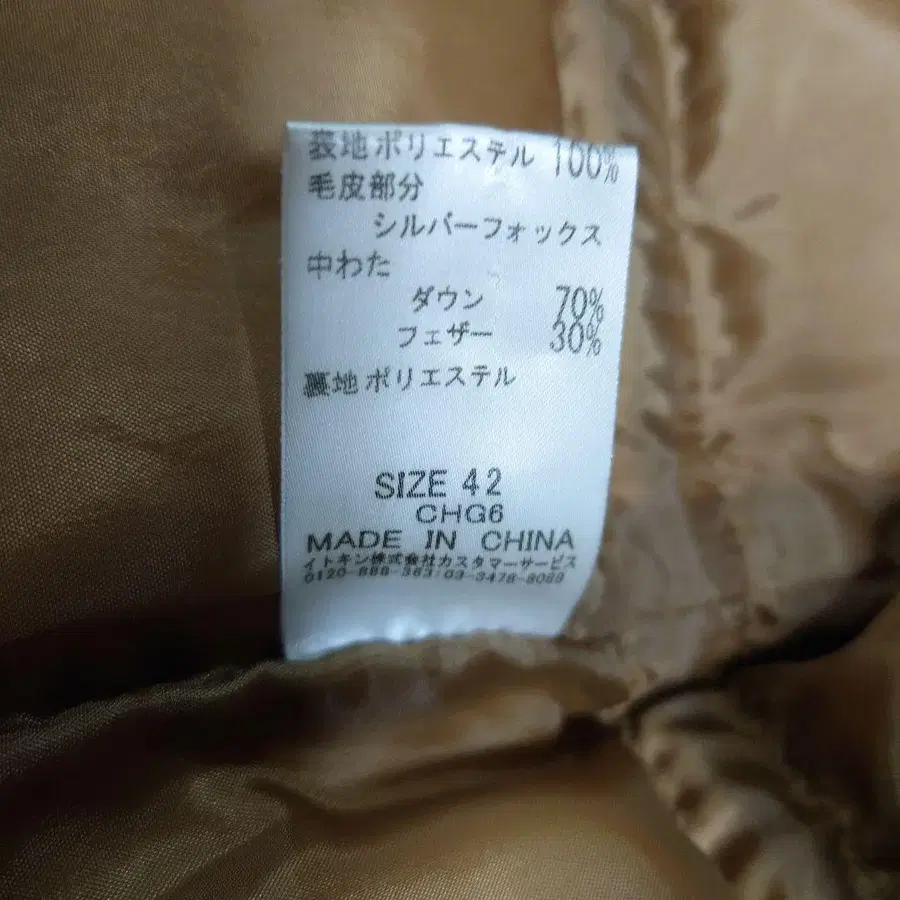 表地ポリエステル 100%
毛皮部分
シルバーフォックス
中わた
ダウン 70%
フェザー 30%
裏地ポリエステル
SIZE 42
CHG6
MADE IN CHINA
イトキン株式会社カスタマーサービス
0120-888-363:03-3478-8089